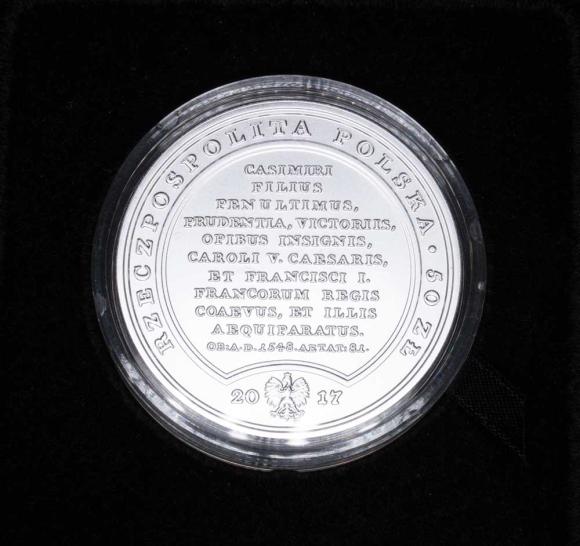 RZECZPOSPOLITA POLSKA · 50 ZŁ
CASIMIRI
FILIUS
PENULTIMUS,
PRUDENTIA, VICTORIIS,
OPIBUS INSIGNIS,
CAROLI V. CAESARIS,
ET FRANCISCI I.
FRANCORUM REGIS
COAEVUS, ET ILLIS
AEQUIPARATUS.
OB: A·D. 1548. AETAT: 81.
20 17